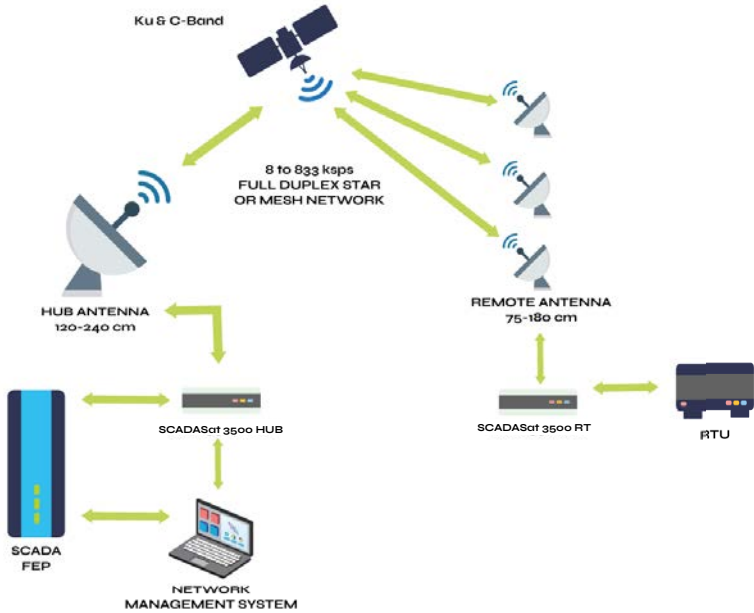 Ku & C-Band
8 to 833 ksps
FULL DUPLEX STAR
OR MESH NETWORK
HUB ANTENNA
120-240 cm
REMOTE ANTENNA
75-180 cm
SCADASat 3500 HUB
SCADASat 3500 RT
RTU
SCADA
FEP
NETWORK
MANAGEMENT SYSTEM